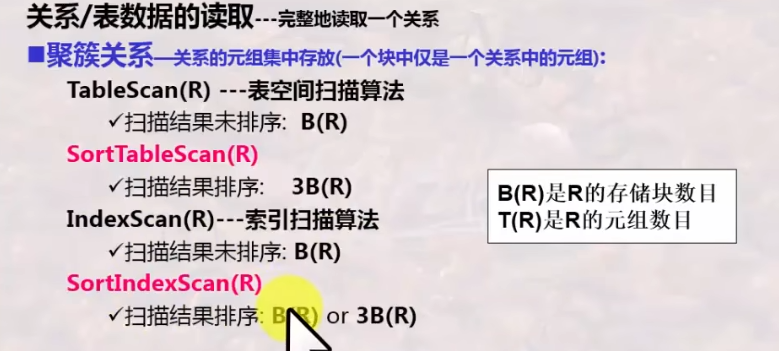 关系/表数据的读取---完整地读取一个关系
■聚簇关系—关系的元组集中存放(一个块中仅是一个关系中的元组):
TableScan(R) ---表空间扫描算法
✓扫描结果未排序: B(R)
SortTableScan(R)
✓扫描结果排序: 3B(R)
IndexScan(R)---索引扫描算法
✓扫描结果未排序: B(R)
SortIndexScan(R)
✓扫描结果排序: B(R) or 3B(R)
B(R)是R的存储块数目
T(R)是R的元组数目